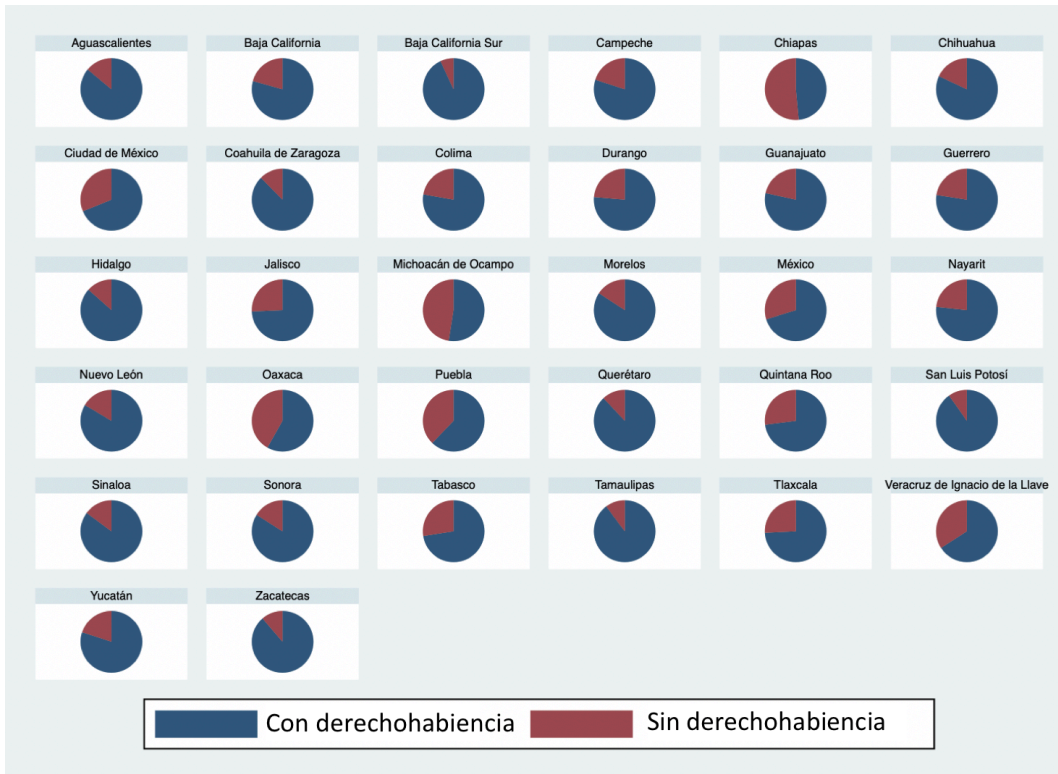 Aguascalientes
Baja California
Baja California Sur
Campeche
Chiapas
Chihuahua
Ciudad de México
Coahuila de Zaragoza
Colima
Durango
Guanajuato
Guerrero
Hidalgo
Jalisco
Michoacán de Ocampo
Morelos
México
Nayarit
Nuevo León
Oaxaca
Puebla
Querétaro
Quintana Roo
San Luis Potosí
Sinaloa
Sonora
Tabasco
Tamaulipas
Tlaxcala
Veracruz de Ignacio de la Llave
Yucatán
Zacatecas
Con derechohabiencia
Sin derechohabiencia